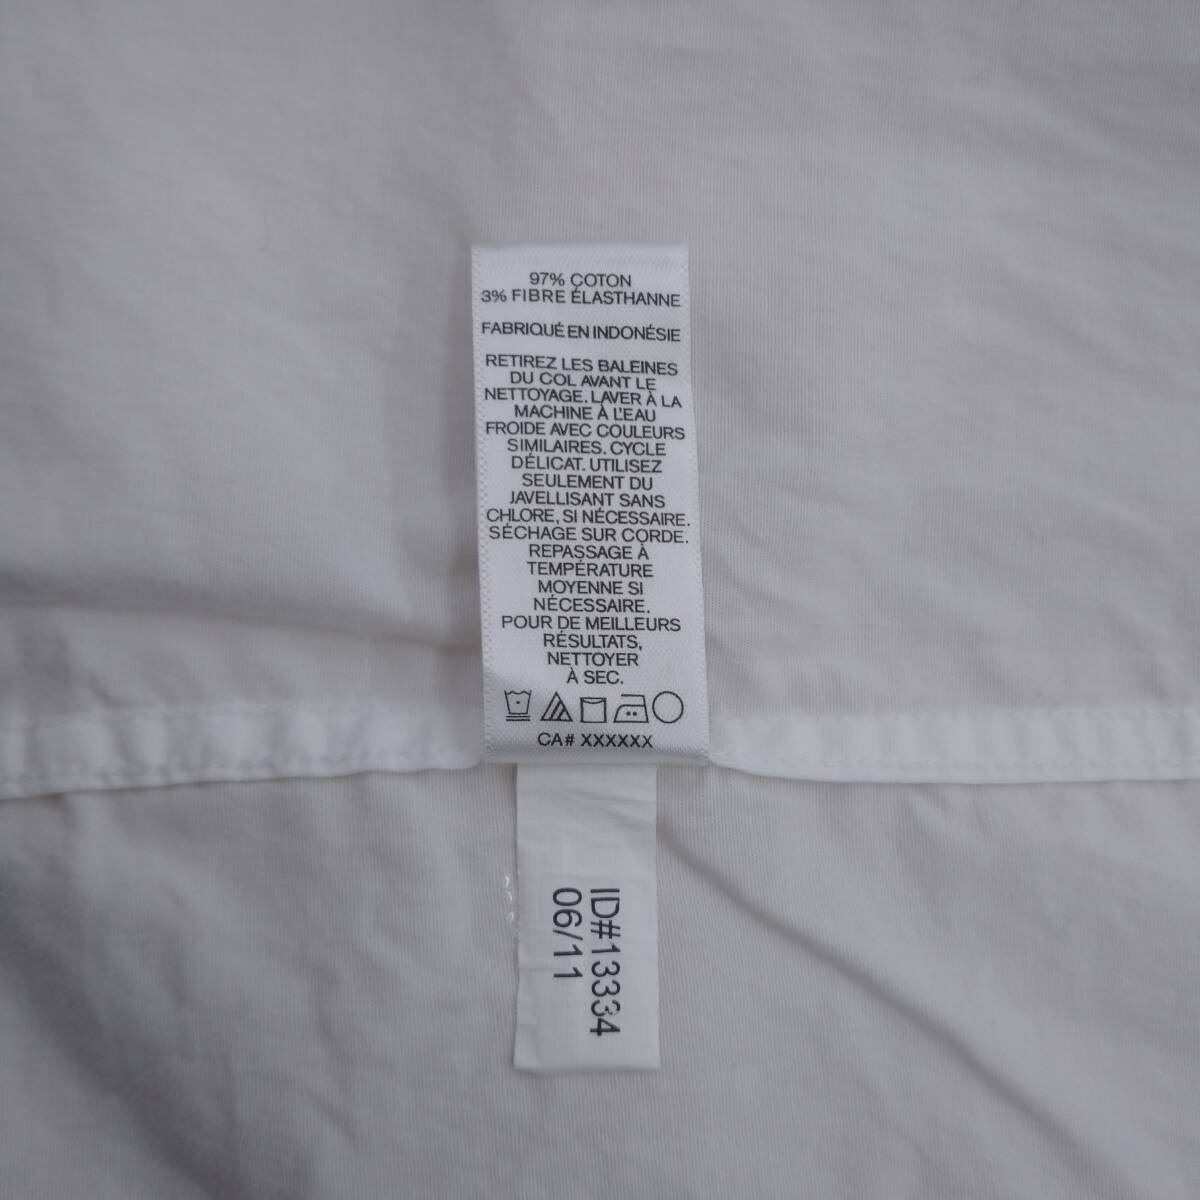 97% COTON
3% FIBRE ÉLASTHANNE
FABRIQUÉ EN INDONÉSIE
RETIREZ LES BALEINES
DU COL AVANT LE
NETTOYAGE. LAVER À LA
MACHINE À L'EAU
FROIDE AVEC COULEURS
SIMILAIRES. CYCLE
DÉLICAT. UTILISEZ
SEULEMENT DU
JAVELLISANT SANS
CHLORE, SI NÉCESSAIRE.
SÉCHAGE SUR CORDE.
REPASSAGE À
TEMPÉRATURE
MOYENNE SI
NÉCESSAIRE.
POUR DE MEILLEURS
RÉSULTATS,
NETTOYER
À SEC.
CA# XXXXXX
ID#13334
06/11